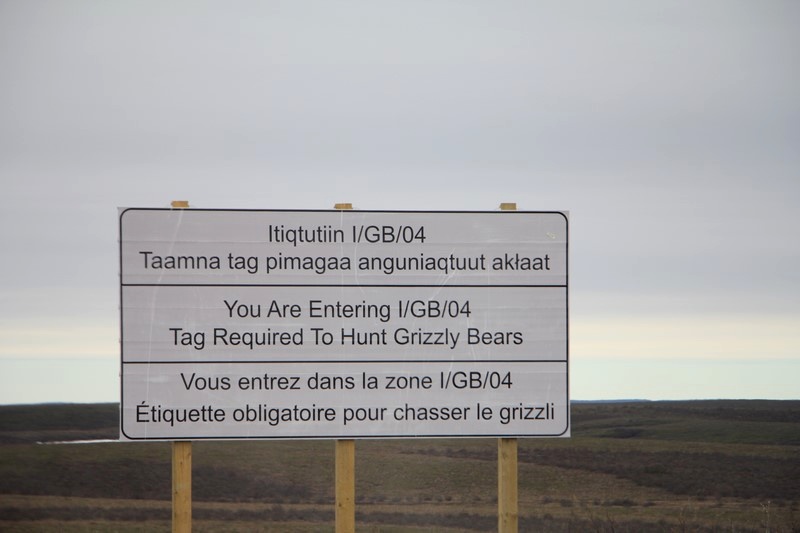 Itiqtutiin I/GB/04
Taamna tag pimagaa anguniaqtuut akłaat
You Are Entering I/GB/04
Tag Required To Hunt Grizzly Bears
Vous entrez dans la zone I/GB/04
Étiquette obligatoire pour chasser le grizzli